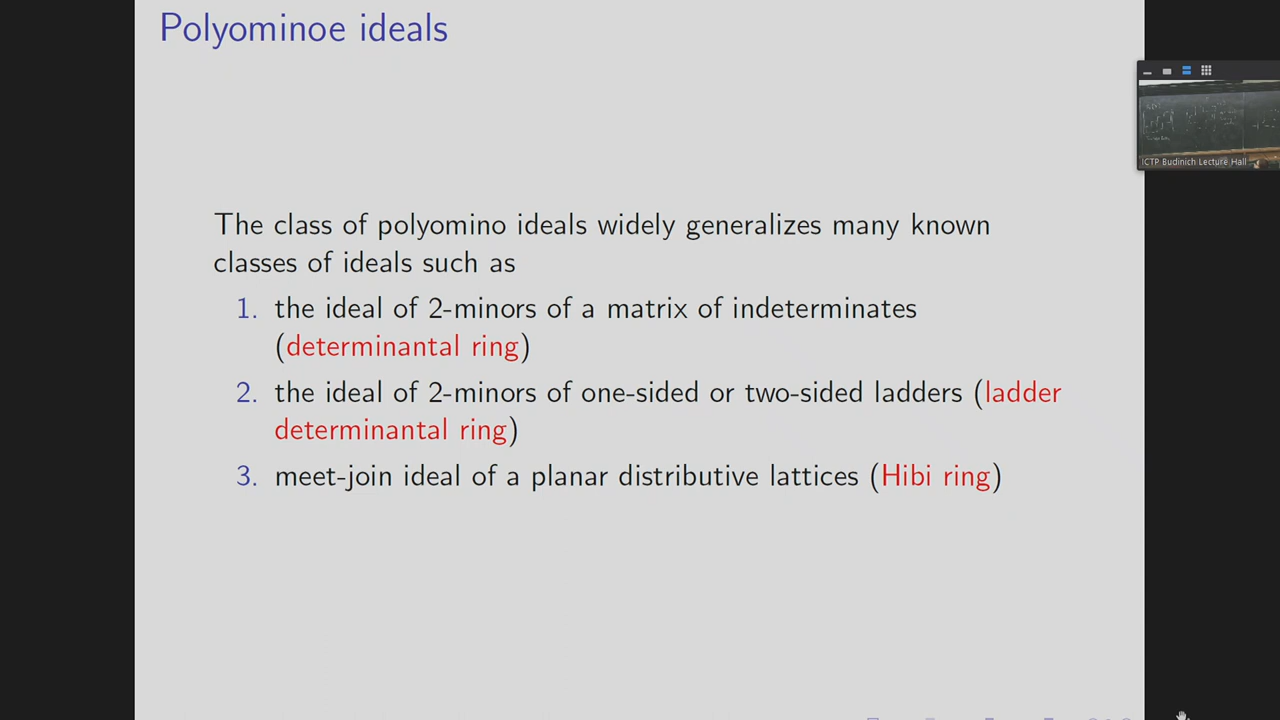 Polyominoe ideals
ICTP Budinich Lecture Hall
The class of polyomino ideals widely generalizes many known
classes of ideals such as
1. the ideal of 2-minors of a matrix of indeterminates
(determinantal ring)
2. the ideal of 2-minors of one-sided or two-sided ladders (ladder
determinantal ring)
3. meet-join ideal of a planar distributive lattices (Hibi ring)